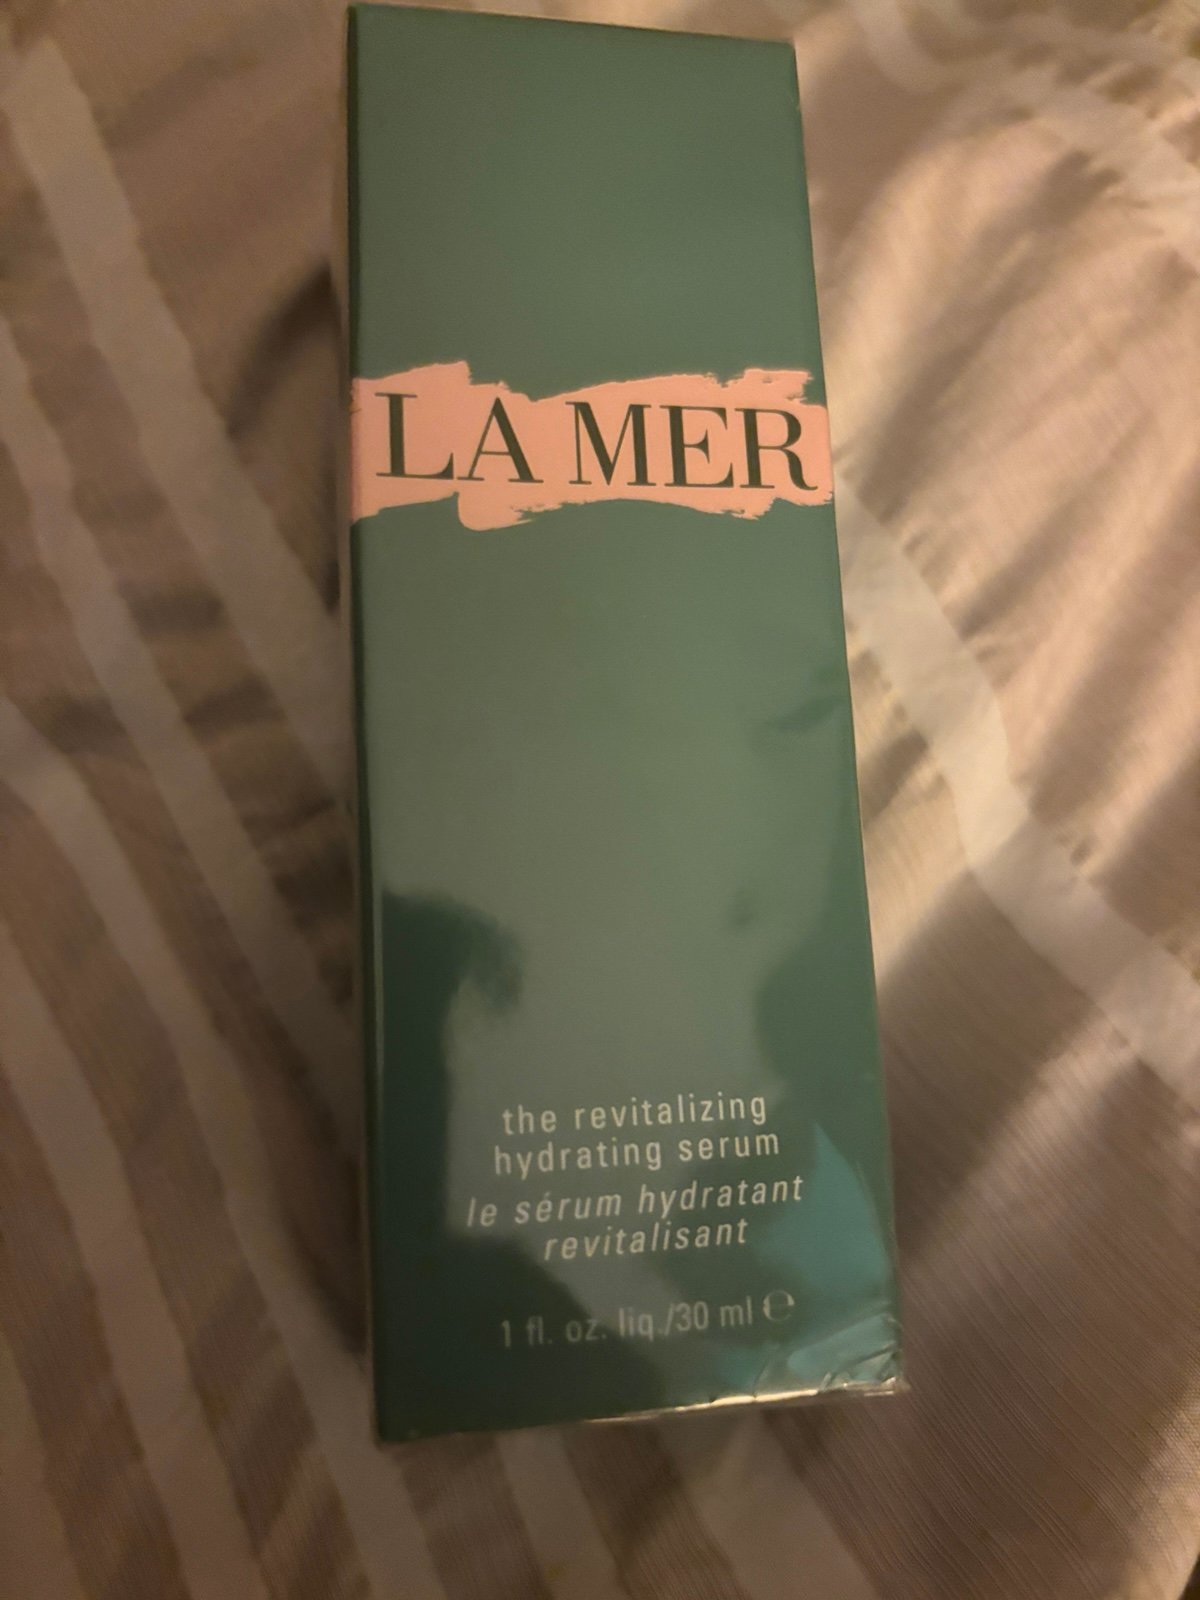 LA MER
the revitalizing
hydrating serum
le sérum hydratant
revitalisant
1 fl. oz. liq./30 ml ℮